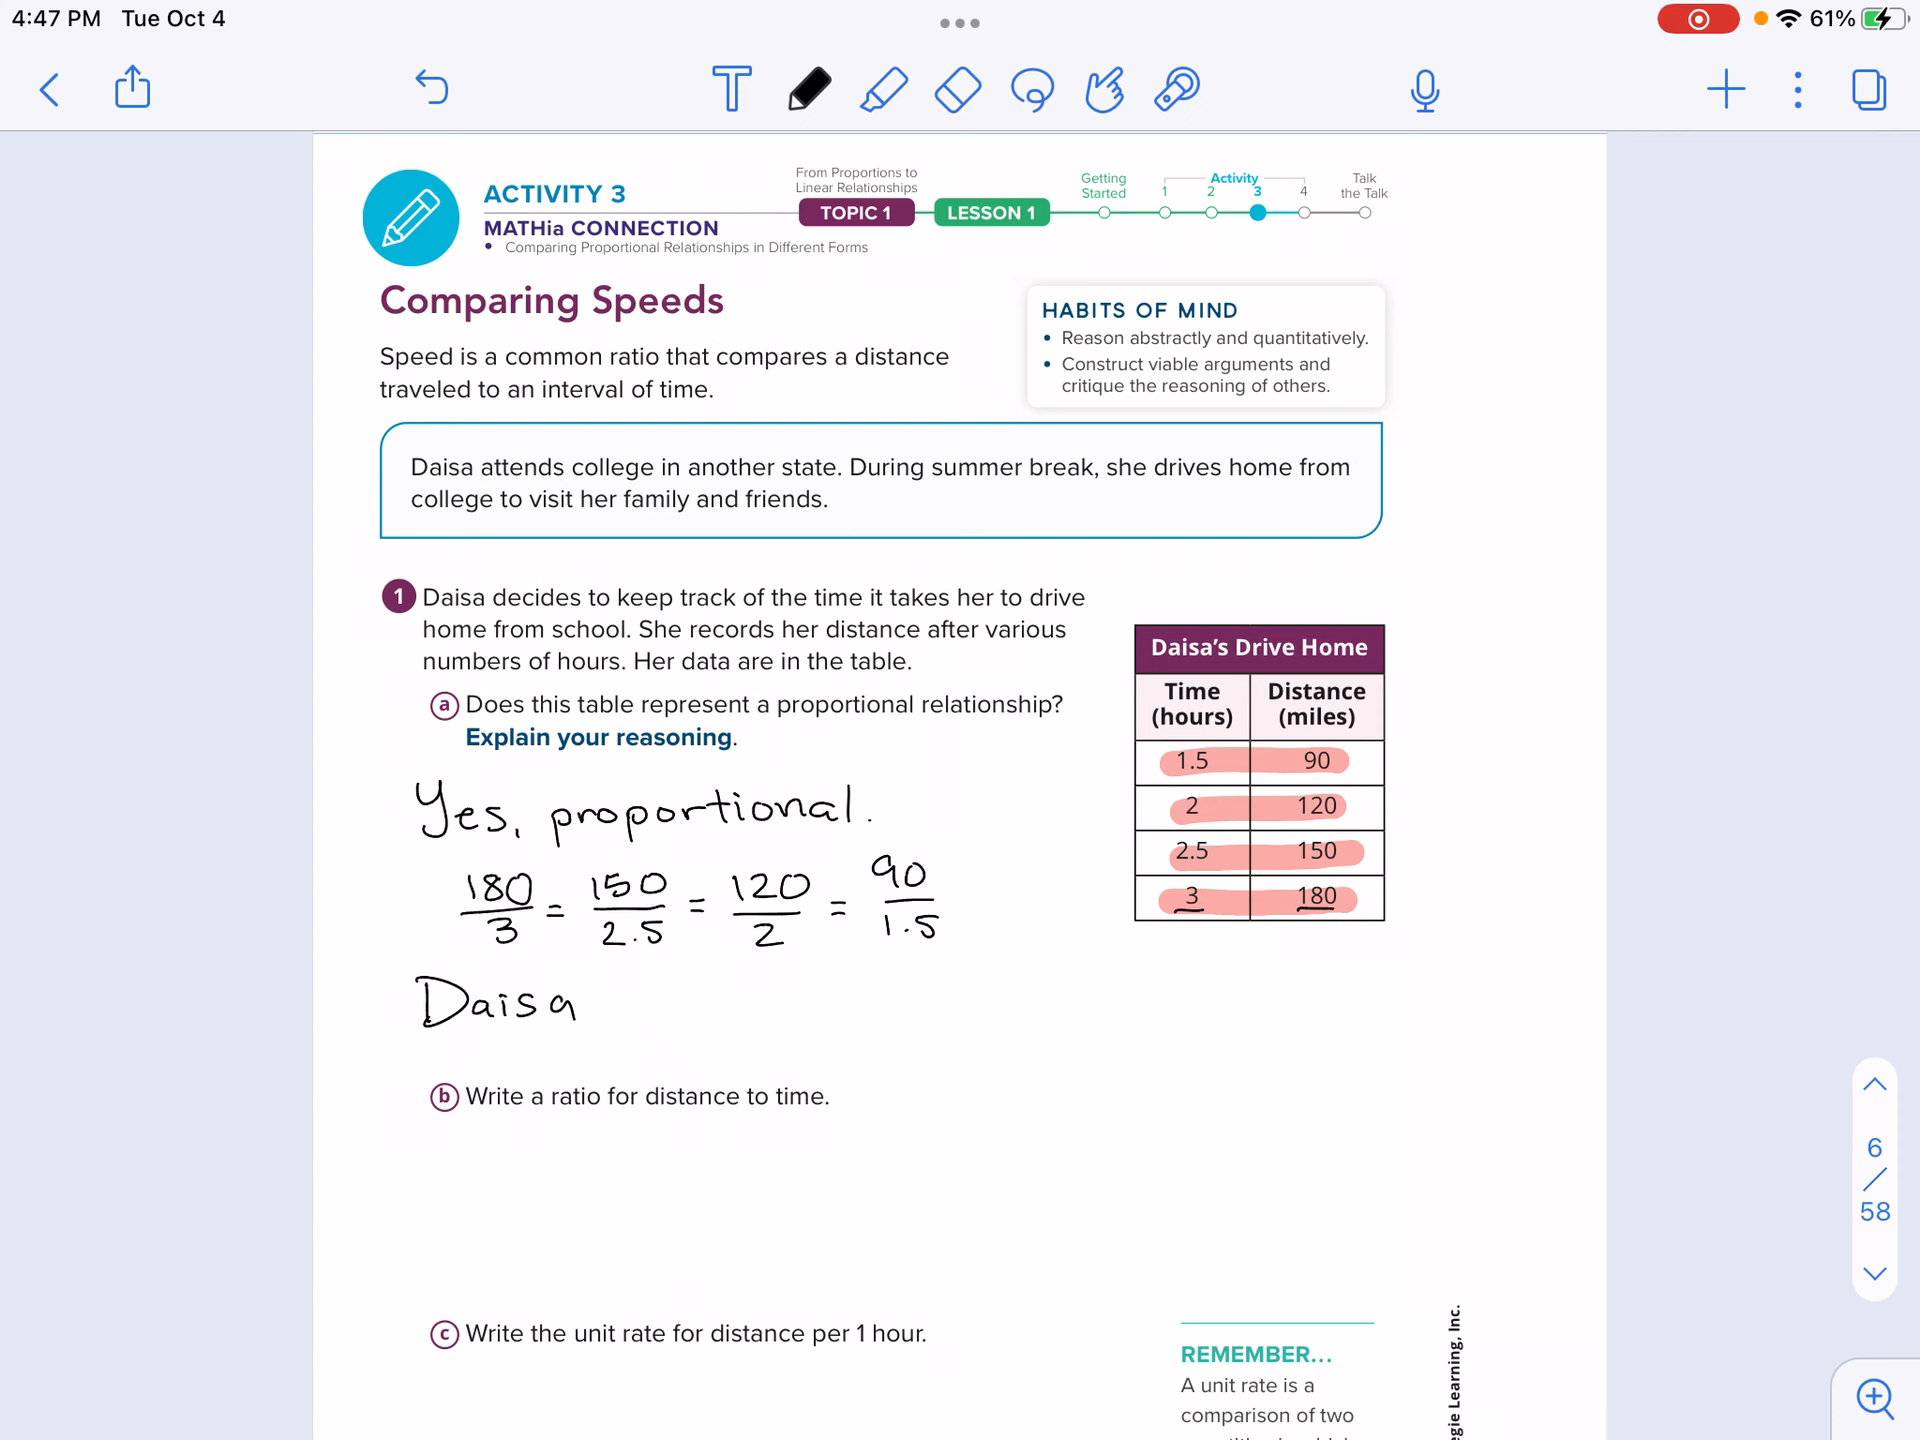 4:47 PM Tue Oct 4
61%
T
ACTIVITY 3
MATHia CONNECTION
• Comparing Proportional Relationships in Different Forms
From Proportions to
Linear Relationships
TOPIC 1
LESSON 1
Getting
Started
Activity
1 2 3 4
Talk
the Talk
Comparing Speeds
Speed is a common ratio that compares a distance
traveled to an interval of time.
HABITS OF MIND
• Reason abstractly and quantitatively.
• Construct viable arguments and
critique the reasoning of others.
Daisa attends college in another state. During summer break, she drives home from
college to visit her family and friends.
1 Daisa decides to keep track of the time it takes her to drive
home from school. She records her distance after various
numbers of hours. Her data are in the table.
a Does this table represent a proportional relationship?
Explain your reasoning.
Yes, proportional.
180/3 = 150/2.5 = 120/2 = 90/1.5
Daisa
Daisa's Drive Home
Time (hours) Distance (miles)
1.5 90
2 120
2.5 150
3 180
b Write a ratio for distance to time.
c Write the unit rate for distance per 1 hour.
REMEMBER...
A unit rate is a
comparison of two
egie Learning, Inc.
6
/
58